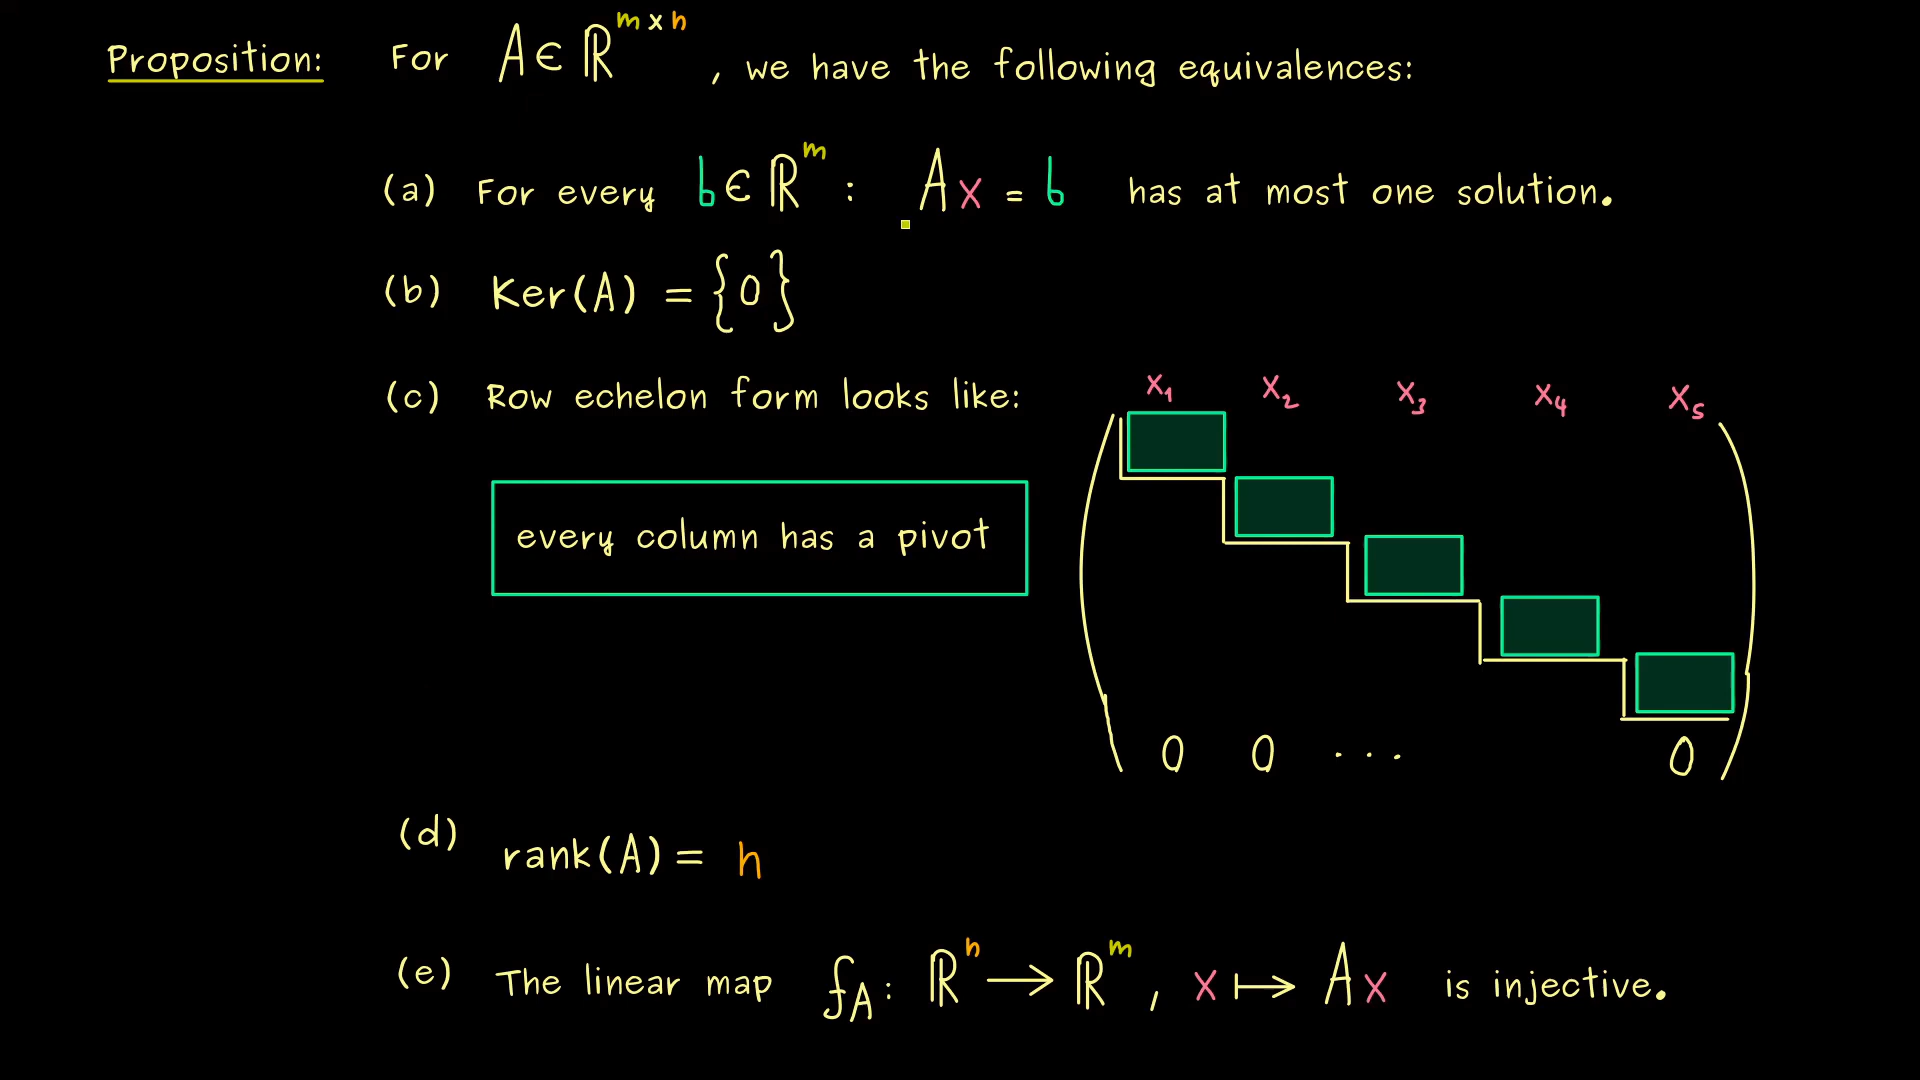 Proposition: For A ∈ ℝ^{m×n}, we have the following equivalences:
(a) For every b ∈ ℝ^m : Ax = b has at most one solution.
(b) Ker(A) = {0}
(c) Row echelon form looks like:
x₁ x₂ x₃ x₄ x₅
every column has a pivot
0 0 ... 0
(d) rank(A) = n
(e) The linear map f_A : ℝ^n ⟶ ℝ^m, x ⟼ Ax is injective.